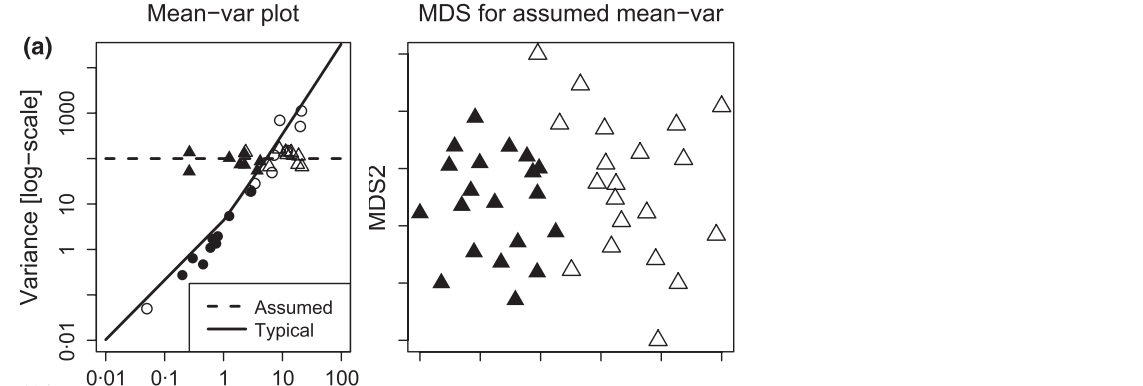 Mean−var plot
MDS for assumed mean−var
(a)
Variance [log−scale]
1000
10
1
0·01
Assumed
Typical
0·01 0·1 1 10 100
MDS2